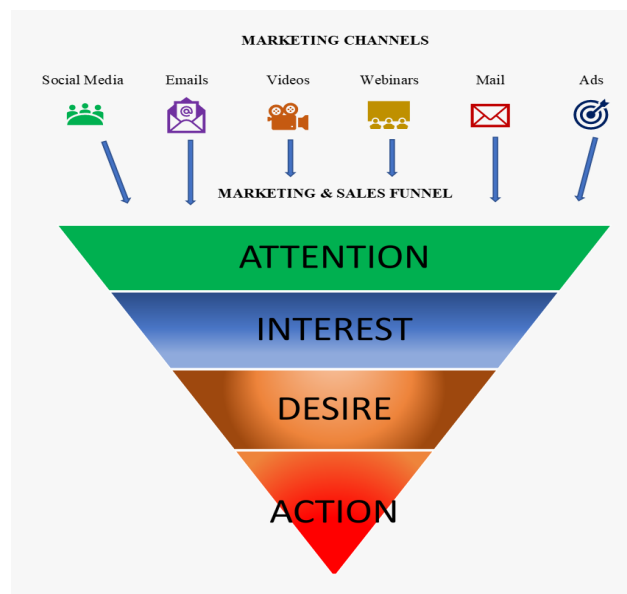 MARKETING CHANNELS
Social Media Emails Videos Webinars Mail Ads
@
MARKETING & SALES FUNNEL
ATTENTION
INTEREST
DESIRE
ACTION